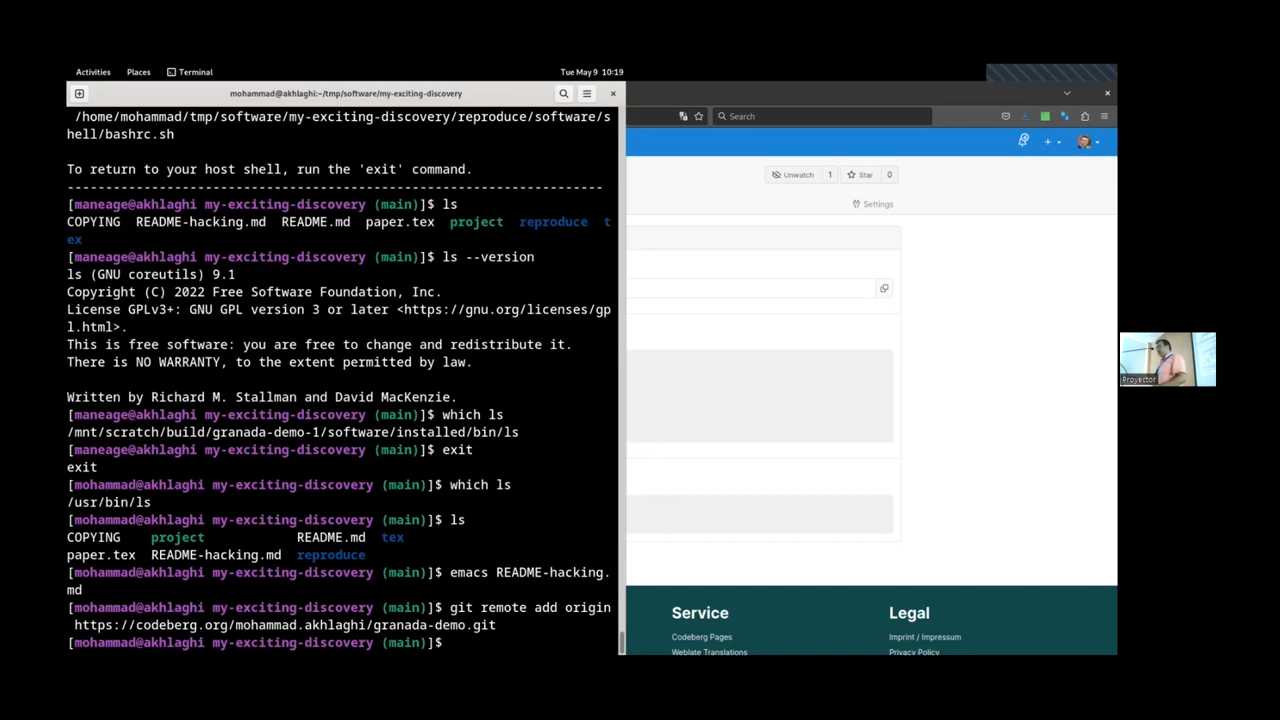 Activities Places Terminal Tue May 9 10:19
mohammad@akhlaghi:~/tmp/software/my-exciting-discovery
/home/mohammad/tmp/software/my-exciting-discovery/reproduce/software/s
hell/bashrc.sh
To return to your host shell, run the 'exit' command.
----------------------------------------------------------------------
[maneage@akhlaghi my-exciting-discovery (main)]$ ls
COPYING README-hacking.md README.md paper.tex project reproduce t
ex
[maneage@akhlaghi my-exciting-discovery (main)]$ ls --version
ls (GNU coreutils) 9.1
Copyright (C) 2022 Free Software Foundation, Inc.
License GPLv3+: GNU GPL version 3 or later <https://gnu.org/licenses/gp
l.html>.
This is free software: you are free to change and redistribute it.
There is NO WARRANTY, to the extent permitted by law.
Written by Richard M. Stallman and David MacKenzie.
[maneage@akhlaghi my-exciting-discovery (main)]$ which ls
/mnt/scratch/build/granada-demo-1/software/installed/bin/ls
[maneage@akhlaghi my-exciting-discovery (main)]$ exit
exit
[mohammad@akhlaghi my-exciting-discovery (main)]$ which ls
/usr/bin/ls
[mohammad@akhlaghi my-exciting-discovery (main)]$ ls
COPYING project README.md tex
paper.tex README-hacking.md reproduce
[mohammad@akhlaghi my-exciting-discovery (main)]$ emacs README-hacking.
md
[mohammad@akhlaghi my-exciting-discovery (main)]$ git remote add origin
https://codeberg.org/mohammad.akhlaghi/granada-demo.git
[mohammad@akhlaghi my-exciting-discovery (main)]$
Search
Unwatch 1 Star 0
Settings
Service Legal
Codeberg Pages Imprint / Impressum
Weblate Translations Privacy Policy
Proyector